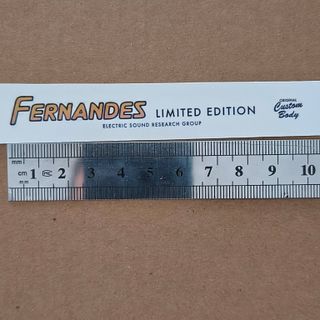 FERNANDES LIMITED EDITION
ELECTRIC SOUND RESEARCH GROUP
ORIGINAL
Custom
Body
mm
cm 1 2 3 4 5 6 7 8 9 10
mm